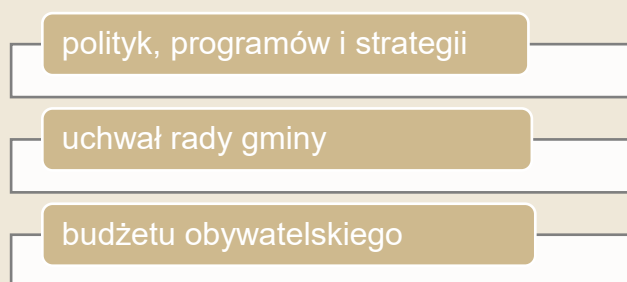 polityk, programów i strategii
uchwał rady gminy
budżetu obywatelskiego